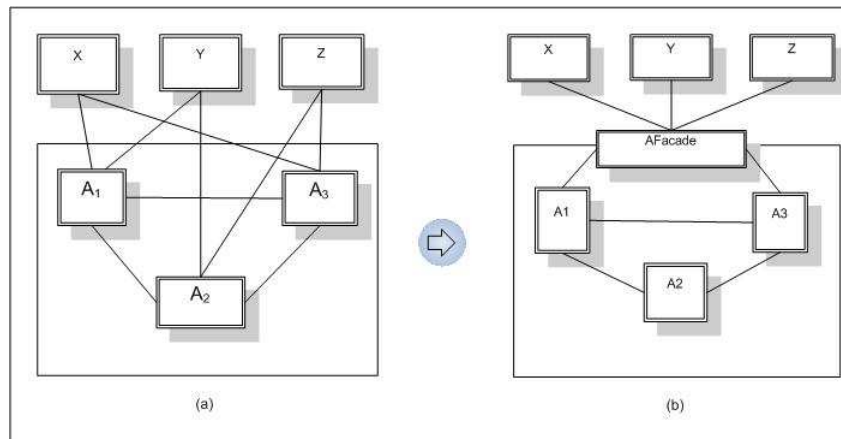 X Y Z
A₁ A₃
A₂
(a)
X Y Z
AFacade
A1 A3
A2
(b)